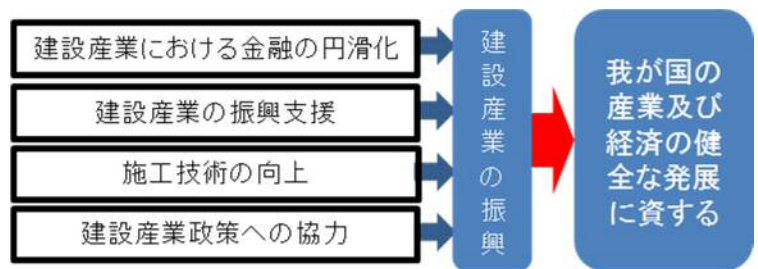 建設産業における金融の円滑化
建設産業の振興支援
施工技術の向上
建設産業政策への協力
建設産業の振興
我が国の
産業及び
経済の健
全な発展
に資する